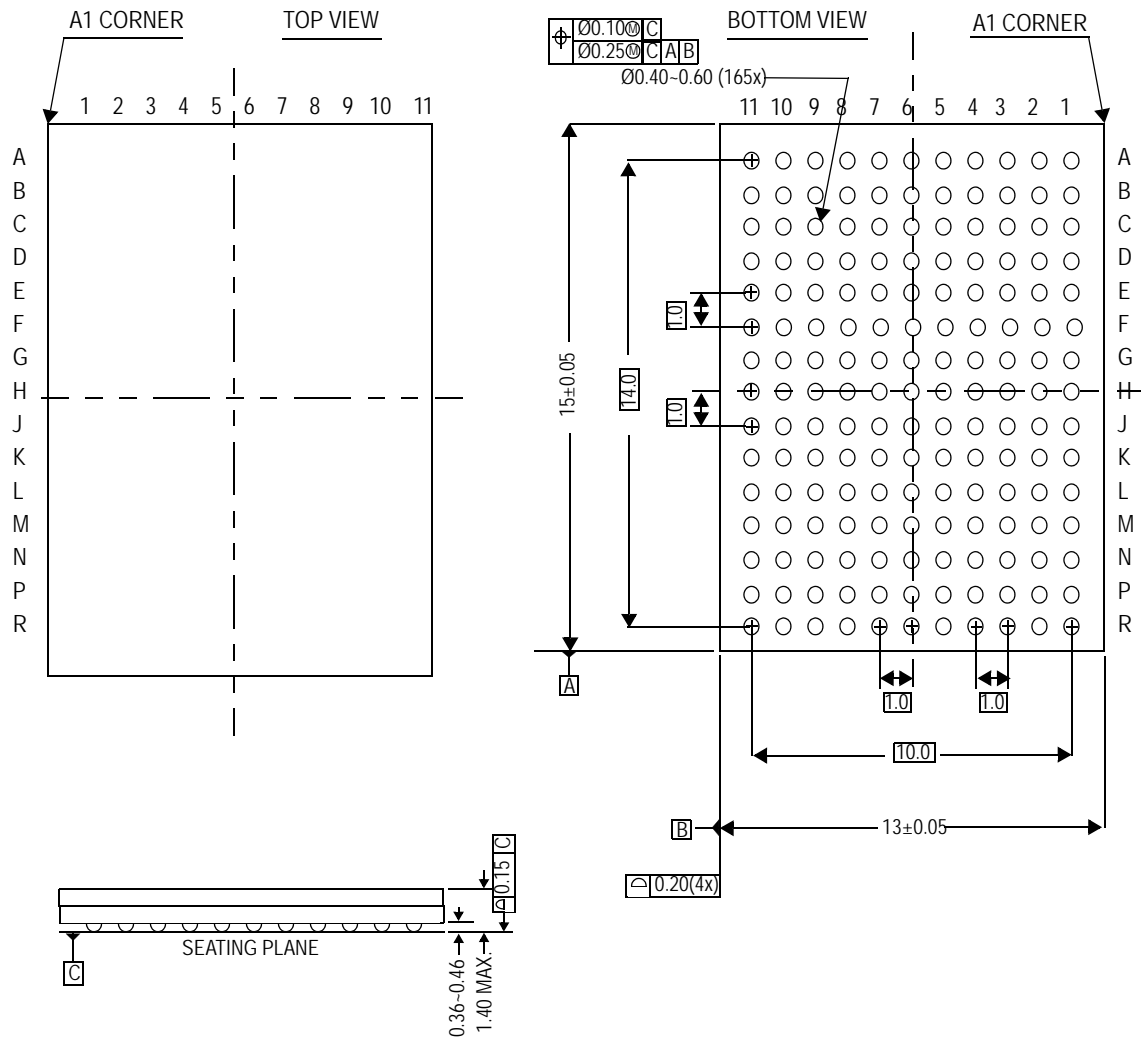 A1 CORNER
TOP VIEW
1 2 3 4 5 6 7 8 9 10 11
A
B
C
D
E
F
G
H
J
K
L
M
N
P
R
Ø0.10Ⓜ C
Ø0.25Ⓜ C A B
Ø0.40~0.60 (165x)
BOTTOM VIEW
A1 CORNER
11 10 9 8 7 6 5 4 3 2 1
A
B
C
D
E
F
G
H
J
K
L
M
N
P
R
15±0.05
14.0
1.0
1.0
A
1.0
1.0
10.0
B
13±0.05
0.20(4x)
0.15 C
SEATING PLANE
C
0.36~0.46
1.40 MAX.